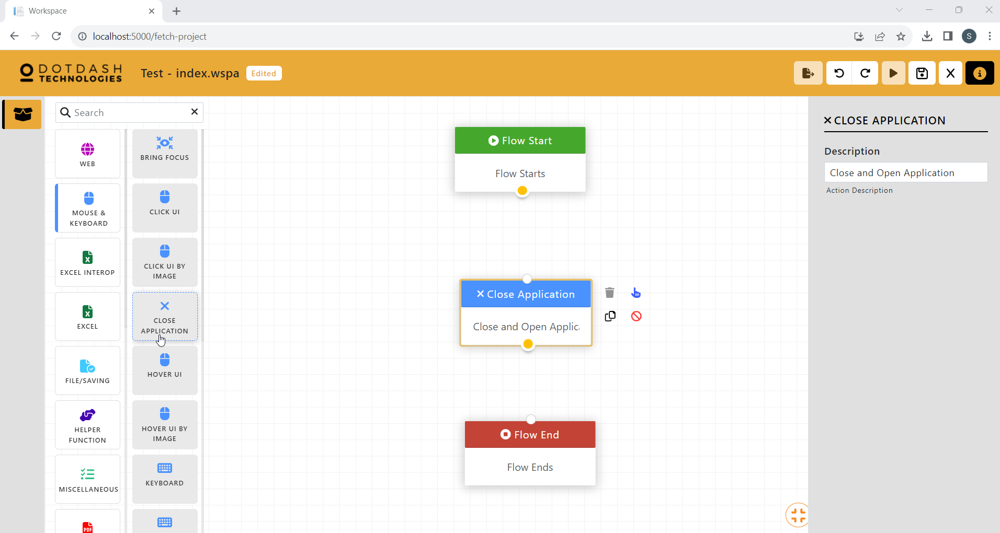 Workspace
localhost:5000/fetch-project
S
DOTDASH
TECHNOLOGIES
Test - index.wspa
Edited
Search
WEB
MOUSE &
KEYBOARD
EXCEL INTEROP
EXCEL
FILE/SAVING
HELPER
FUNCTION
MISCELLANEOUS
PDF
BRING FOCUS
CLICK UI
CLICK UI BY
IMAGE
CLOSE
APPLICATION
HOVER UI
HOVER UI BY
IMAGE
KEYBOARD
Flow Start
Flow Starts
Close Application
Close and Open Applic
Flow End
Flow Ends
CLOSE APPLICATION
Description
Close and Open Application
Action Description